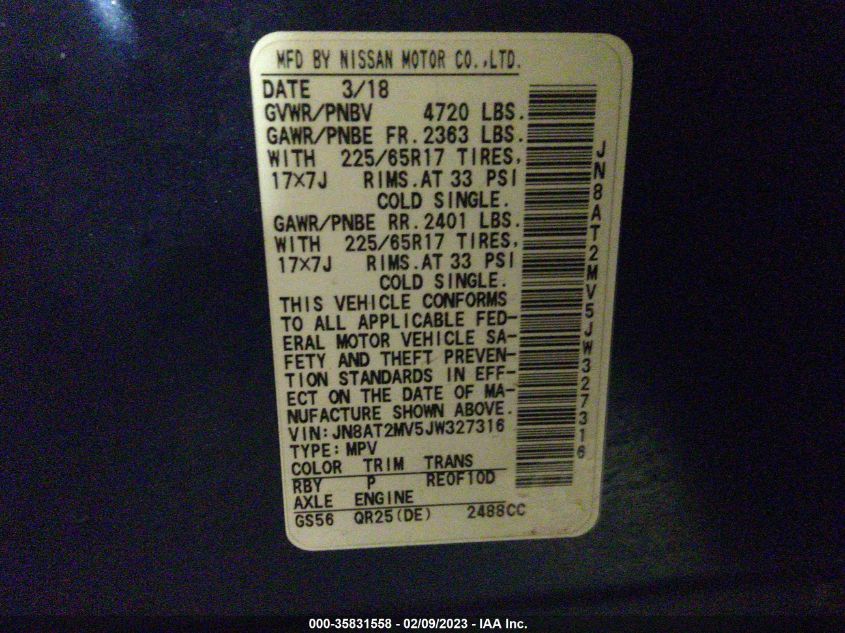 MFD BY NISSAN MOTOR CO.,LTD.
DATE 3/18
GVWR/PNBV 4720 LBS.
GAWR/PNBE FR. 2363 LBS.
WITH 225/65R17 TIRES,
17×7J RIMS. AT 33 PSI
COLD SINGLE.
GAWR/PNBE RR. 2401 LBS.
WITH 225/65R17 TIRES,
17×7J RIMS. AT 33 PSI
COLD SINGLE.
THIS VEHICLE CONFORMS
TO ALL APPLICABLE FED-
ERAL MOTOR VEHICLE SA-
FETY AND THEFT PREVEN-
TION STANDARDS IN EFF-
ECT ON THE DATE OF MA-
NUFACTURE SHOWN ABOVE.
VIN: JN8AT2MV5JW327316
TYPE: MPV
COLOR TRIM TRANS
RBY P RE0F10D
AXLE ENGINE
GS56 QR25(DE) 2488CC
JN8AT2MV5JW327316
000-35831558 - 02/09/2023 - IAA Inc.